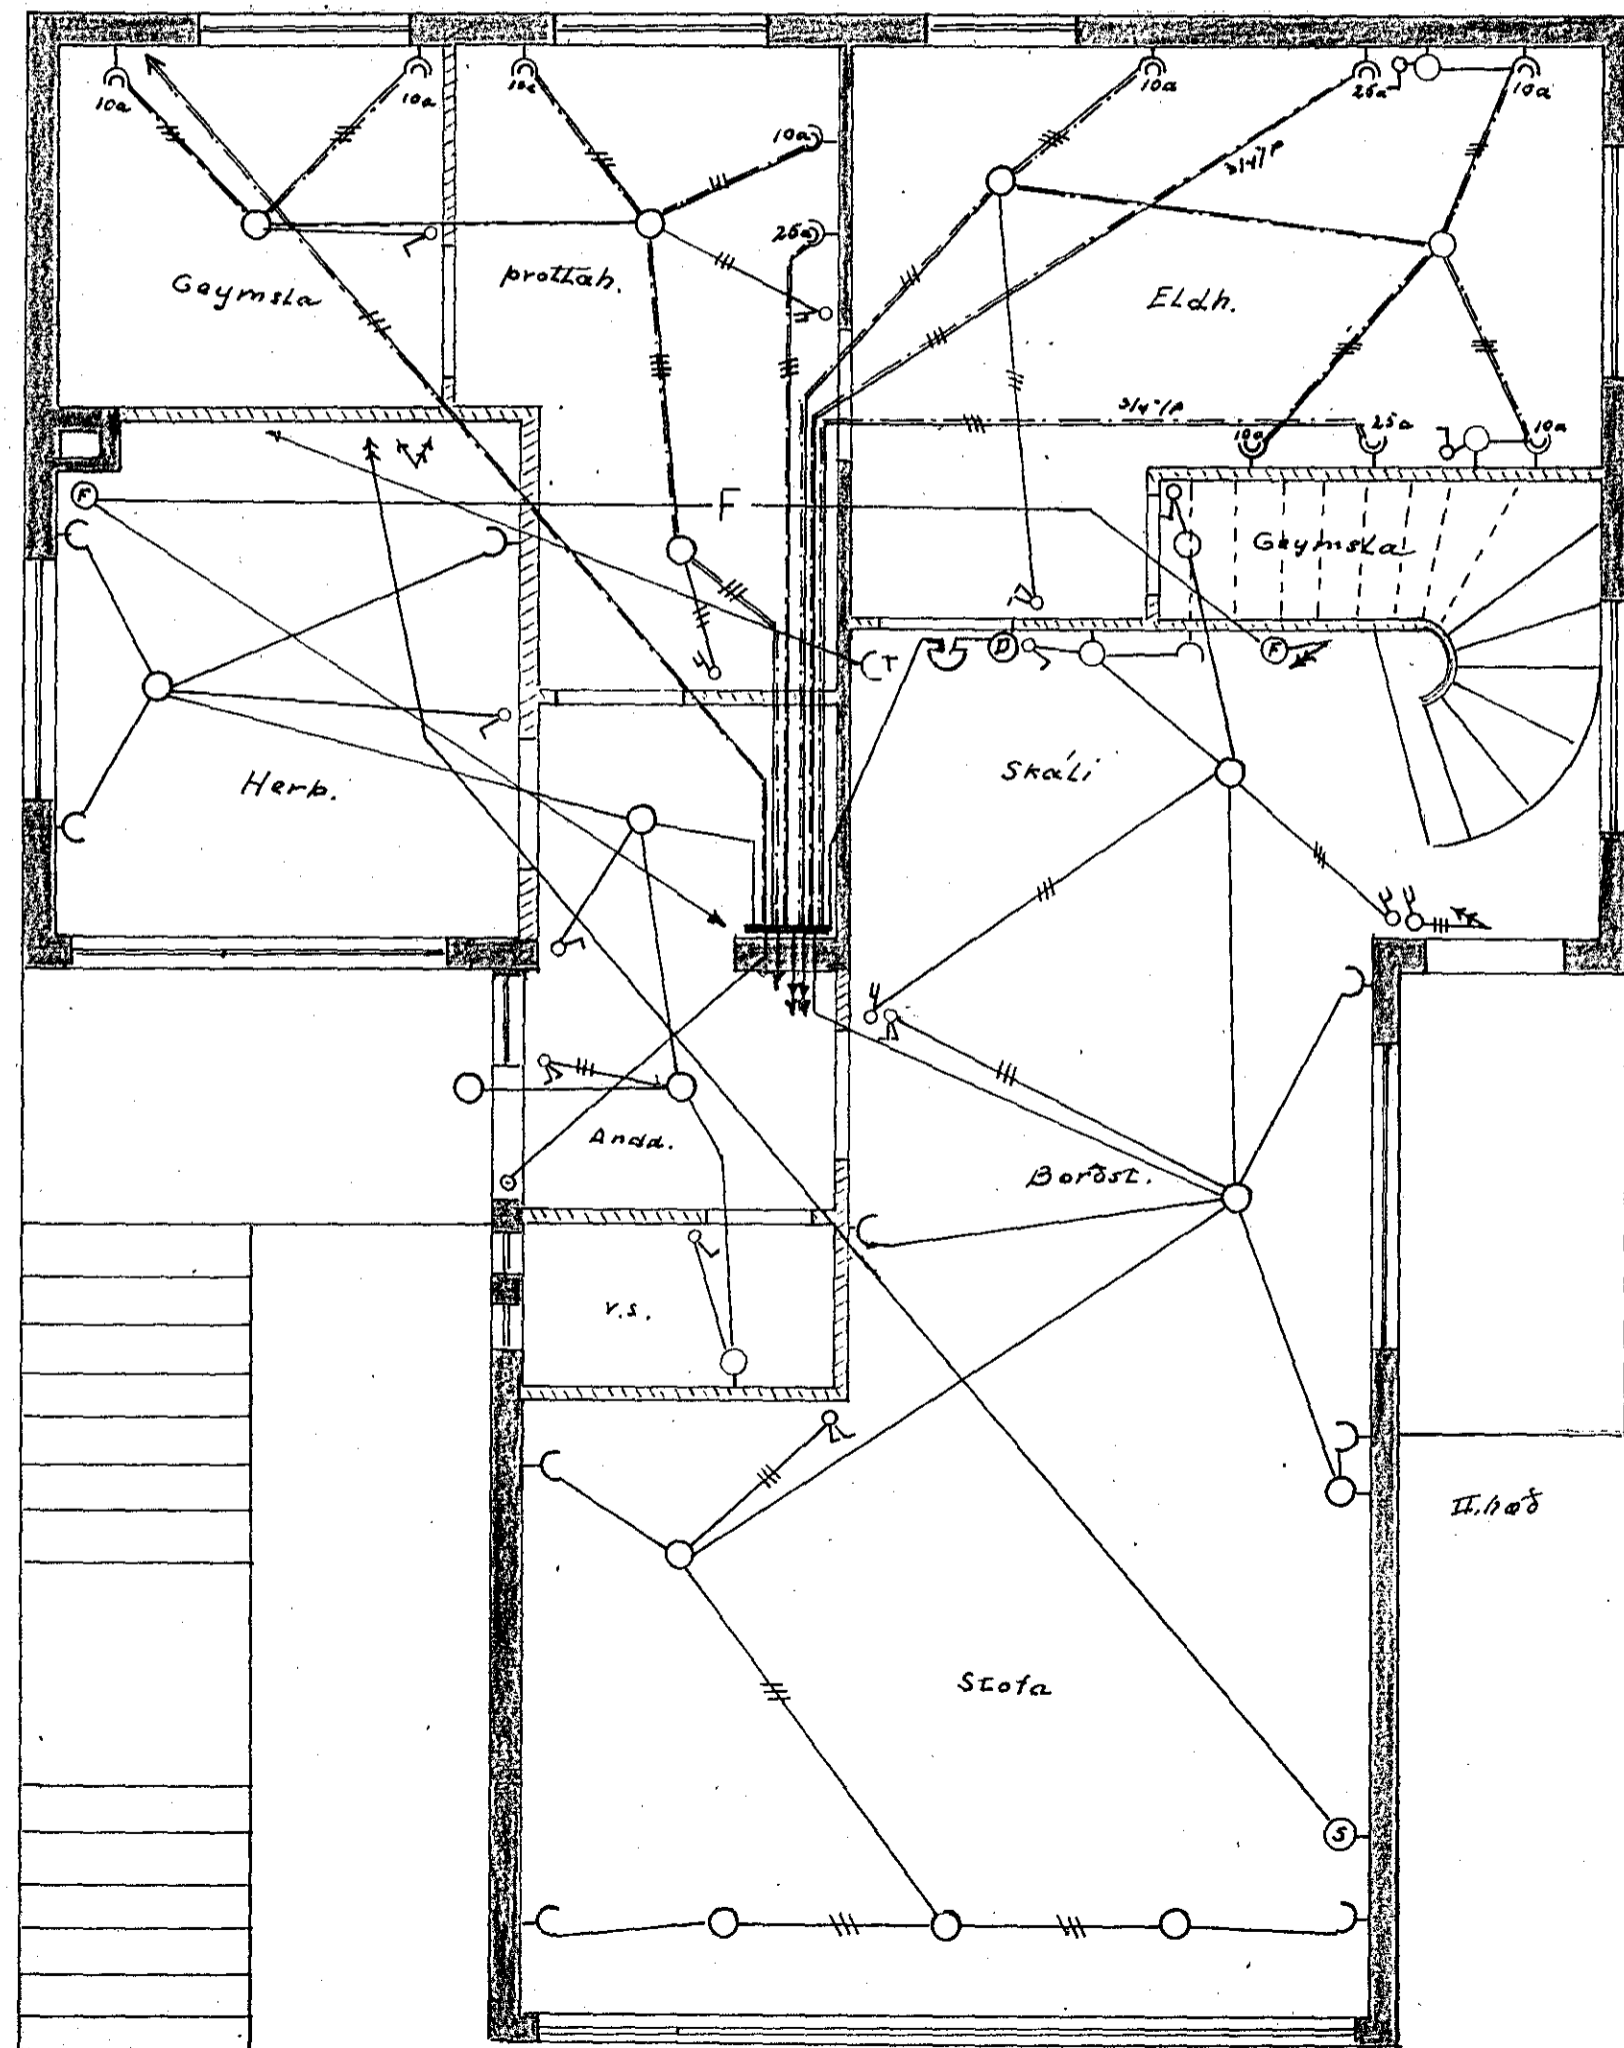 10a
10a
10a
10a
25a
10a
25a
10a
3/4"P
Geymsla
þvottah.
Eldh.
3/4"P
10a
25a
10a
F
F
Geymsla
T
D
F
Herb.
Skáli
Andd.
Borðst.
v.s.
II. hæð
Stofa
S